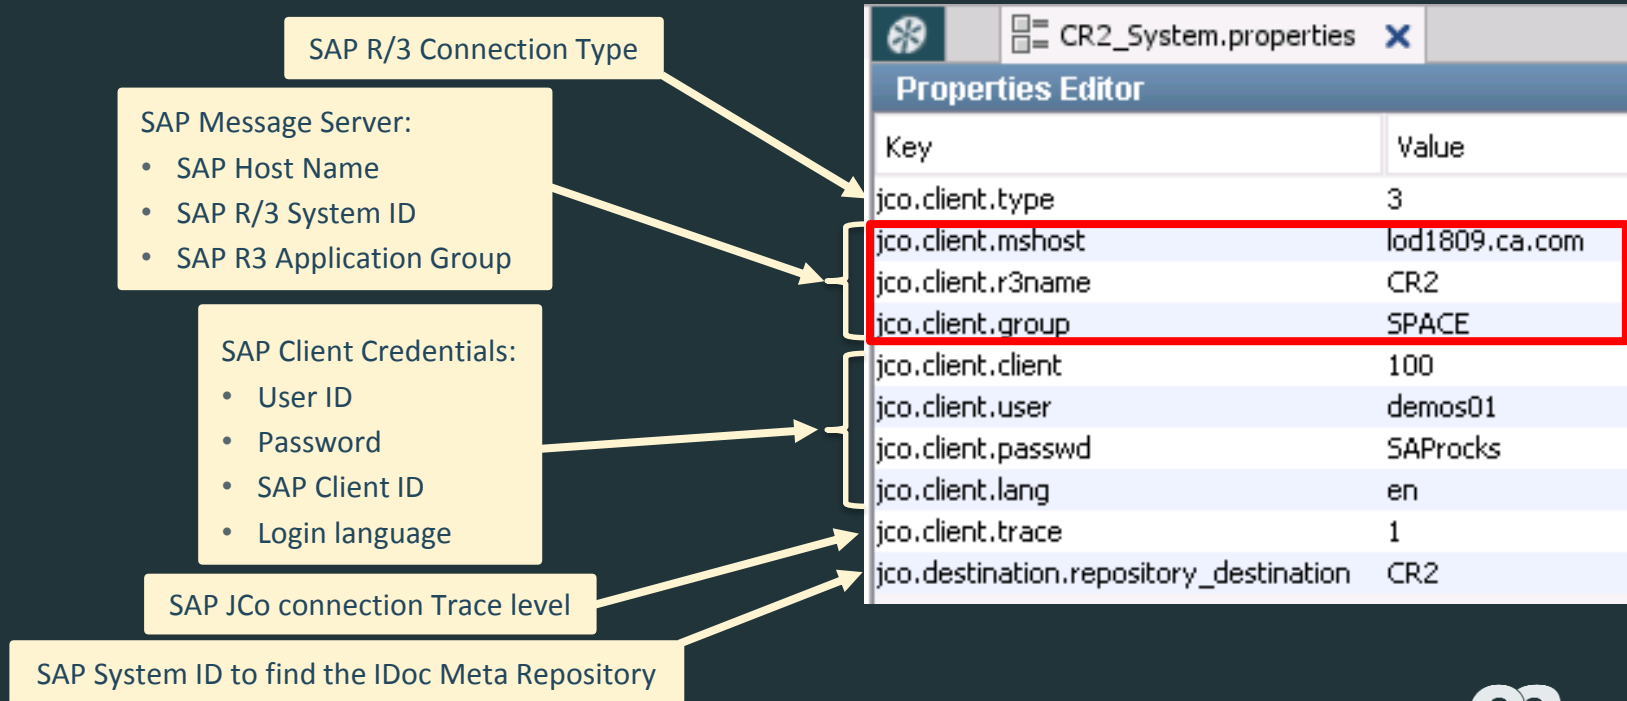 SAP R/3 Connection Type
SAP Message Server:
• SAP Host Name
• SAP R/3 System ID
• SAP R3 Application Group
SAP Client Credentials:
• User ID
• Password
• SAP Client ID
• Login language
SAP JCo connection Trace level
SAP System ID to find the IDoc Meta Repository
CR2_System.properties
Properties Editor
Key Value
jco.client.type 3
jco.client.mshost lod1809.ca.com
jco.client.r3name CR2
jco.client.group SPACE
jco.client.client 100
jco.client.user demos01
jco.client.passwd SAProcks
jco.client.lang en
jco.client.trace 1
jco.destination.repository_destination CR2